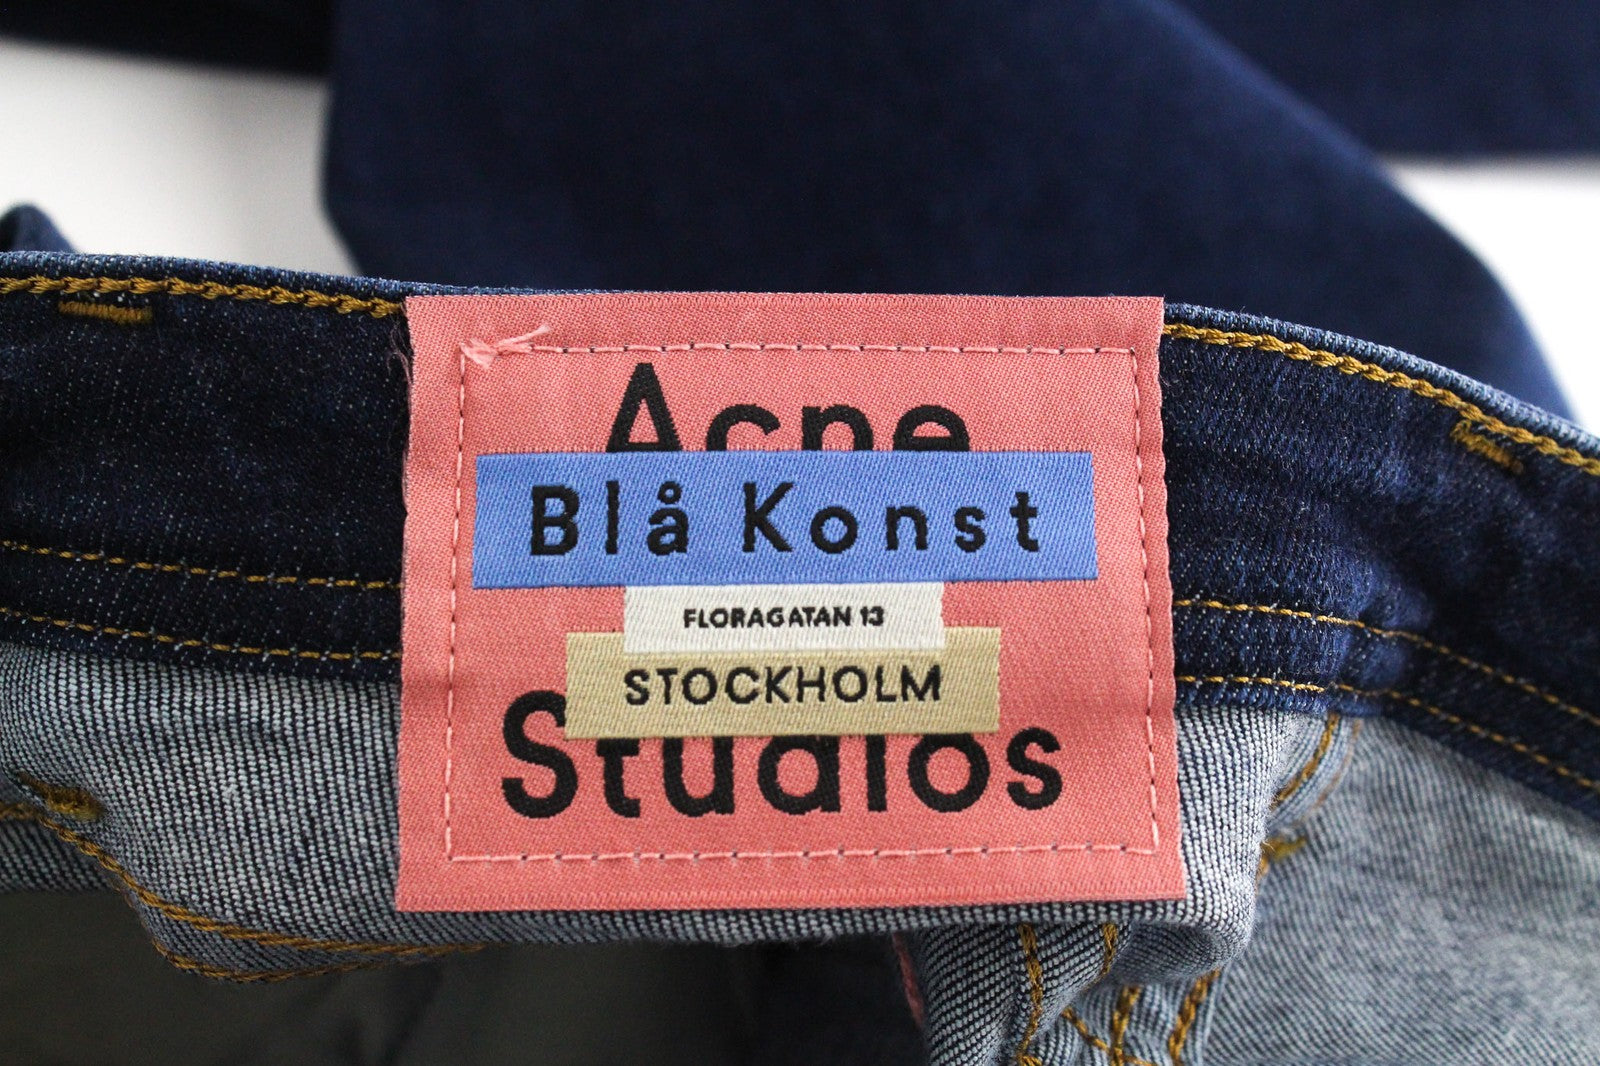 Acne
Blå Konst
FLORAGATAN 13
STOCKHOLM
Studios